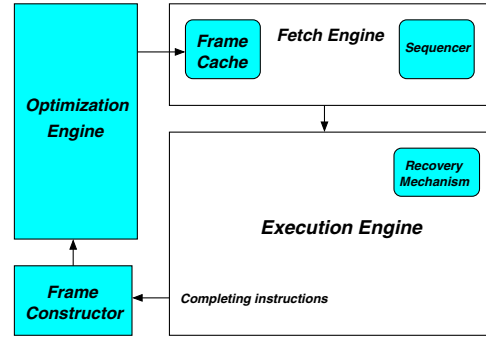 Optimization
Engine
Frame
Cache
Fetch Engine
Sequencer
Recovery
Mechanism
Execution Engine
Frame
Constructor
Completing instructions